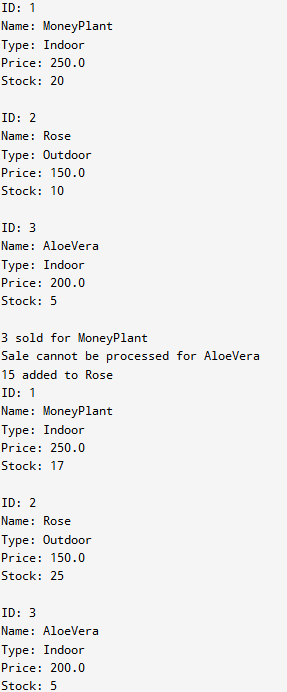 ID: 1
Name: MoneyPlant
Type: Indoor
Price: 250.0
Stock: 20

ID: 2
Name: Rose
Type: Outdoor
Price: 150.0
Stock: 10

ID: 3
Name: AloeVera
Type: Indoor
Price: 200.0
Stock: 5

3 sold for MoneyPlant
Sale cannot be processed for AloeVera
15 added to Rose
ID: 1
Name: MoneyPlant
Type: Indoor
Price: 250.0
Stock: 17

ID: 2
Name: Rose
Type: Outdoor
Price: 150.0
Stock: 25

ID: 3
Name: AloeVera
Type: Indoor
Price: 200.0
Stock: 5